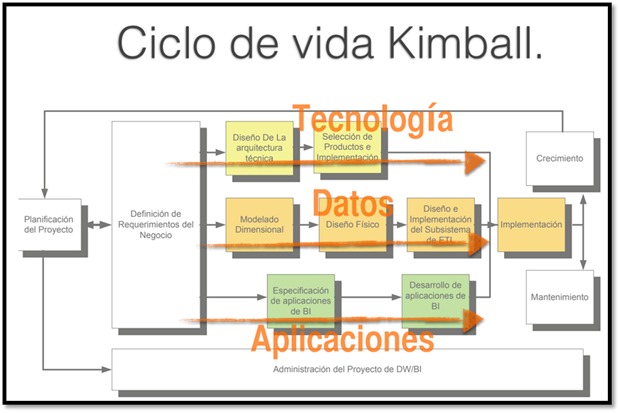 Ciclo de vida Kimball.
Tecnología
Diseño De La
arquitectura
técnica
Selección de
Productos e
Implementación
Crecimiento
Planificación
del Proyecto
Definición de
Requerimientos del
Negocio
Datos
Modelado
Dimensional
Diseño Físico
Diseño e
Implementación
del Subsistema
de ETL
Implementación
Especificación
de aplicaciones
de BI
Desarrollo de
aplicaciones de
BI
Mantenimiento
Aplicaciones
Administración del Proyecto de DW/BI